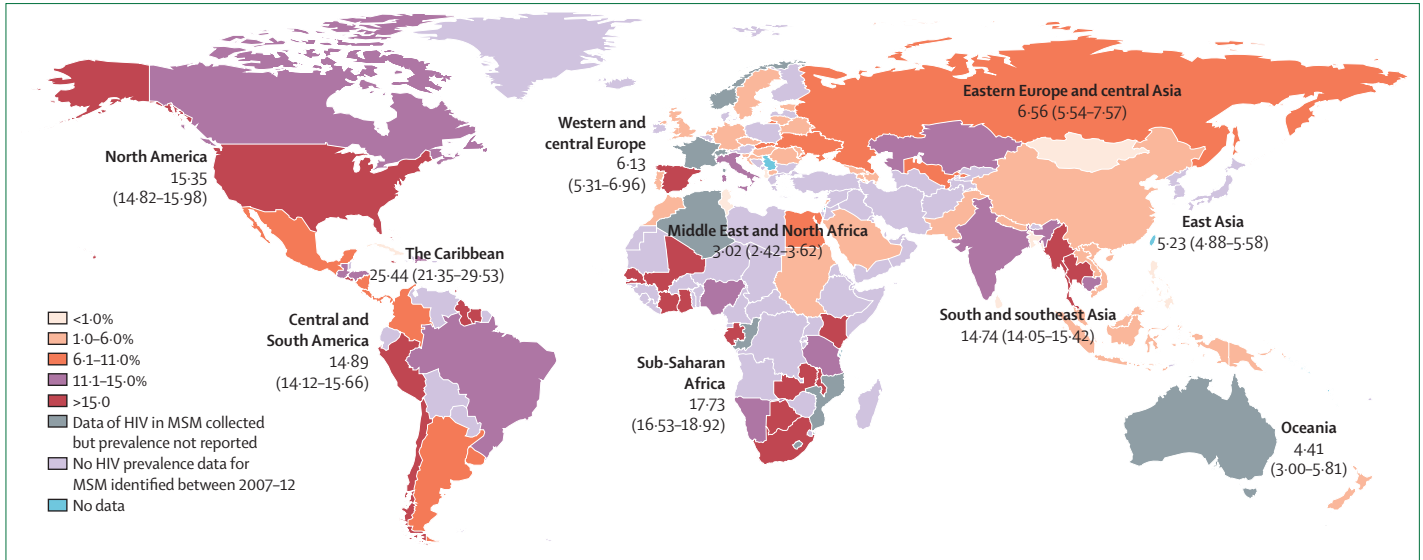 North America
15·35
(14·82–15·98)
The Caribbean
25·44 (21·35–29·53)
Central and
South America
14·89
(14·12–15·66)
Western and
central Europe
6·13
(5·31–6·96)
Eastern Europe and central Asia
6·56 (5·54–7·57)
Middle East and North Africa
3·02 (2·42–3·62)
East Asia
5·23 (4·88–5·58)
South and southeast Asia
14·74 (14·05–15·42)
Sub-Saharan
Africa
17·73
(16·53–18·92)
Oceania
4·41
(3·00–5·81)
<1·0%
1·0–6·0%
6·1–11·0%
11·1–15·0%
>15·0
Data of HIV in MSM collected
but prevalence not reported
No HIV prevalence data for
MSM identified between 2007–12
No data